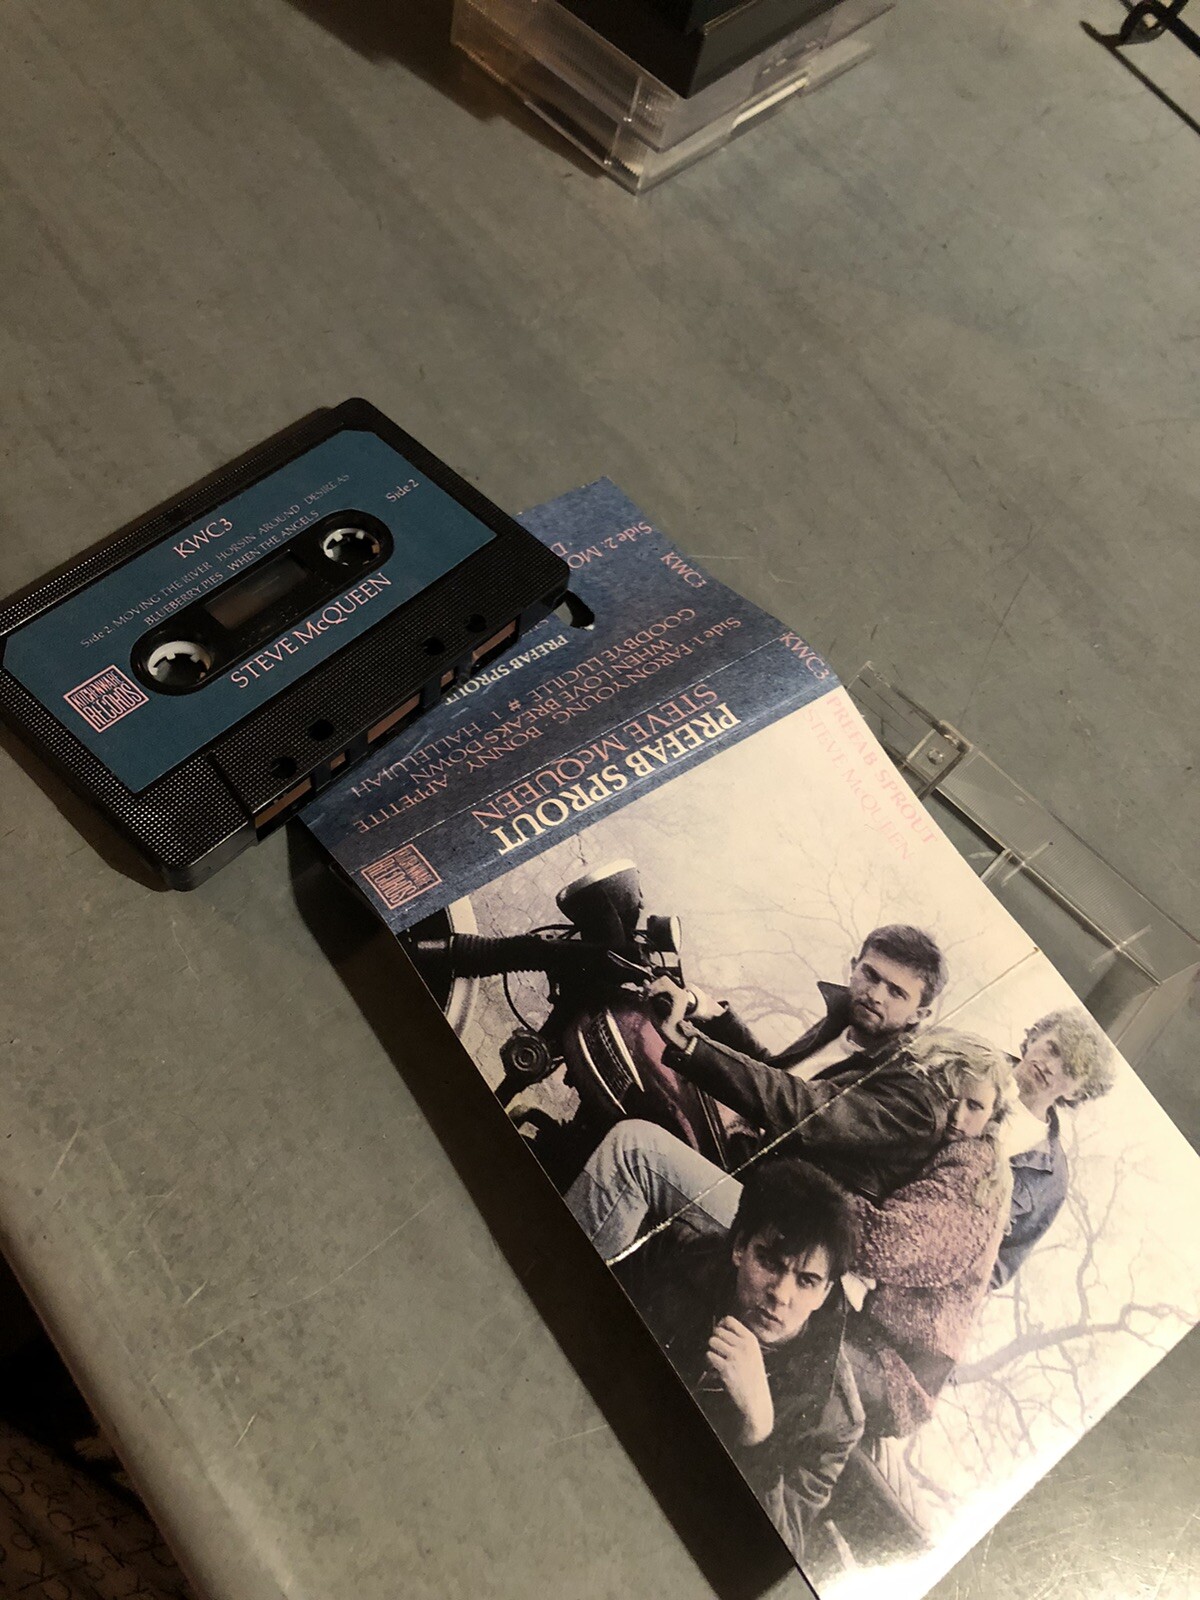 KWC3
Side 2. MOVING THE RIVER HORSIN AROUND DESIRE AS
BLUEBERRY PIES WHEN THE ANGELS
Side 2
STEVE McQUEEN
KITCHENWARE
RECORDS
Side 2: MO
D
KWC3
PREFAB SPROUT
Side 1: FARON YOUNG . BONNY . APPETITE
WHEN LOVE BREAKS DOWN
GOODBYE LUCILLE # 1 HALLELUJAH
KWC3
PREFAB SPROUT
STEVE McQUEEN
KITCHENWARE
RECORDS
PREFAB SPROUT
STEVE McQUEEN